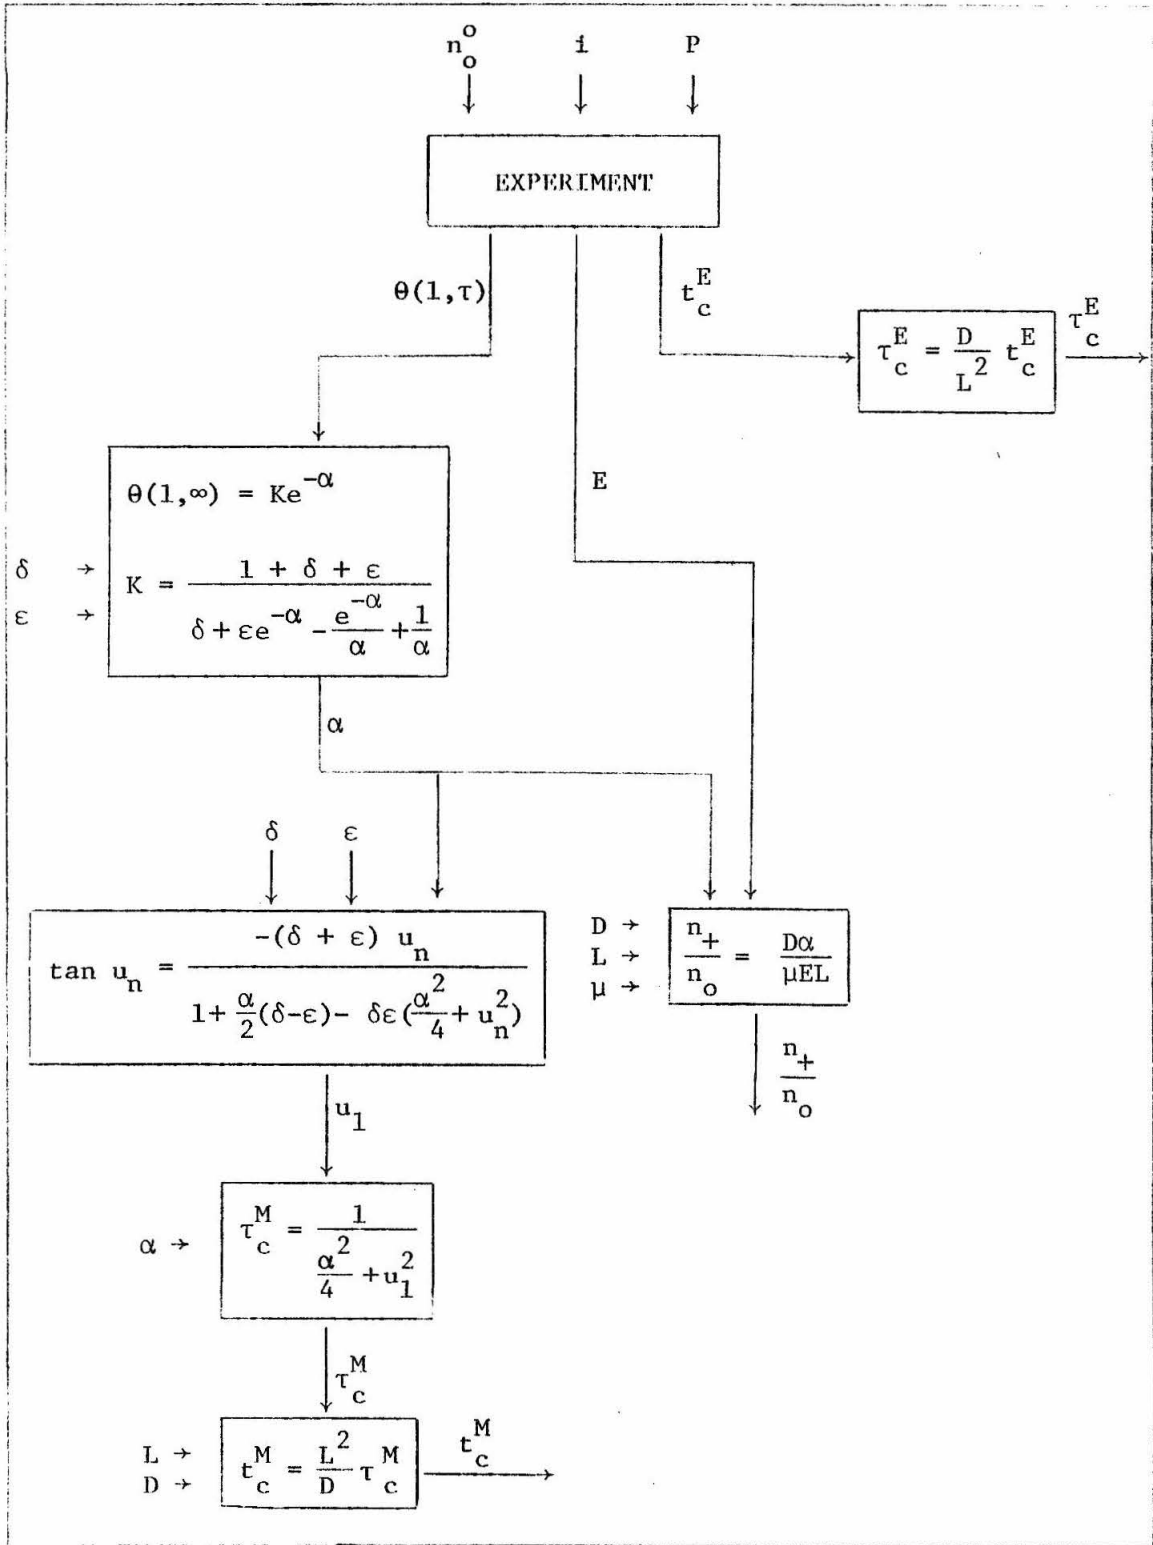 n_o^o i P
EXPERIMENT
θ(1,τ)
t_c^E
τ_c^E = D/L^2 t_c^E
τ_c^E
E
θ(1,∞) = Ke^{-α}
δ →
ε →
K = (1 + δ + ε)/(δ + εe^{-α} - e^{-α}/α + 1/α)
α
δ ε
tan u_n = -(δ + ε) u_n/(1 + α/2(δ-ε) - δε(α^2/4 + u_n^2))
D →
L →
μ →
n_+/n_o = Dα/μEL
n_+/n_o
u_1
α →
τ_c^M = 1/(α^2/4 + u_1^2)
τ_c^M
L →
D →
t_c^M = L^2/D τ_c^M
t_c^M